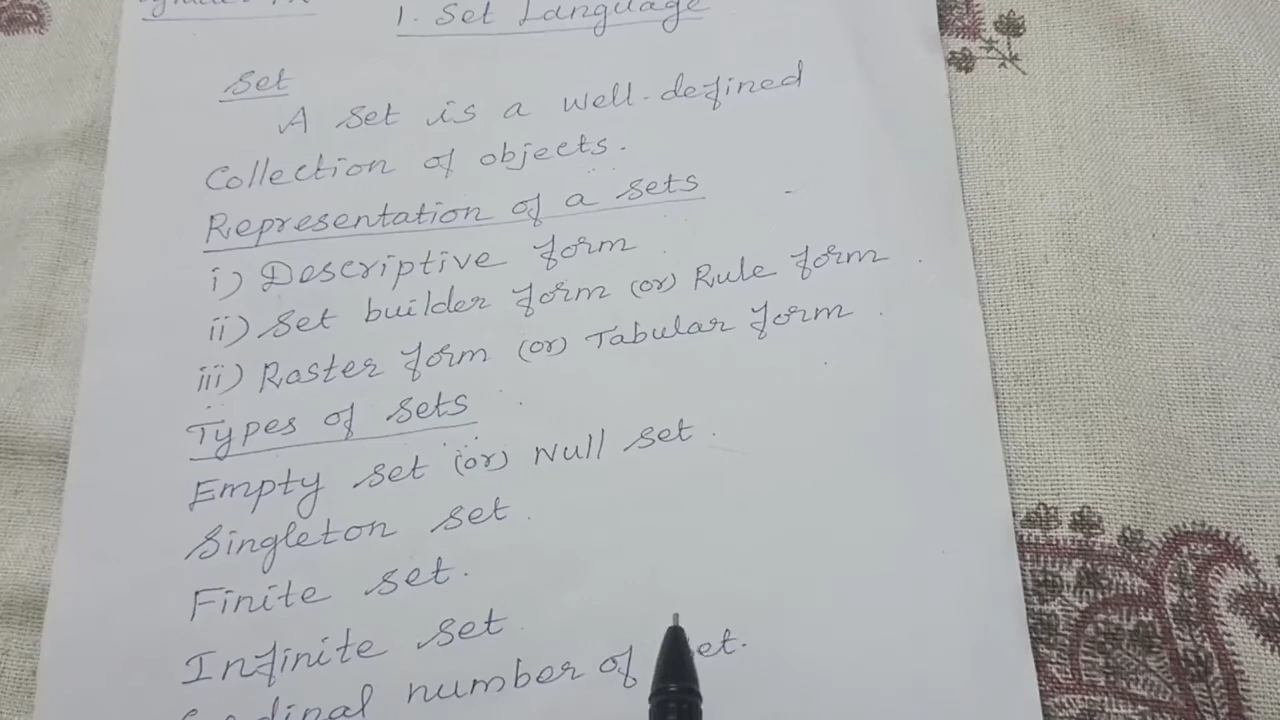 1. Set Language
Set
A Set is a well-defined
Collection of objects.
Representation of a sets
i) Descriptive form
ii) Set builder form (or) Rule form
iii) Roster form (or) Tabular form
Types of sets
Empty set (or) Null set.
Singleton set.
Finite set.
Infinite set
number of